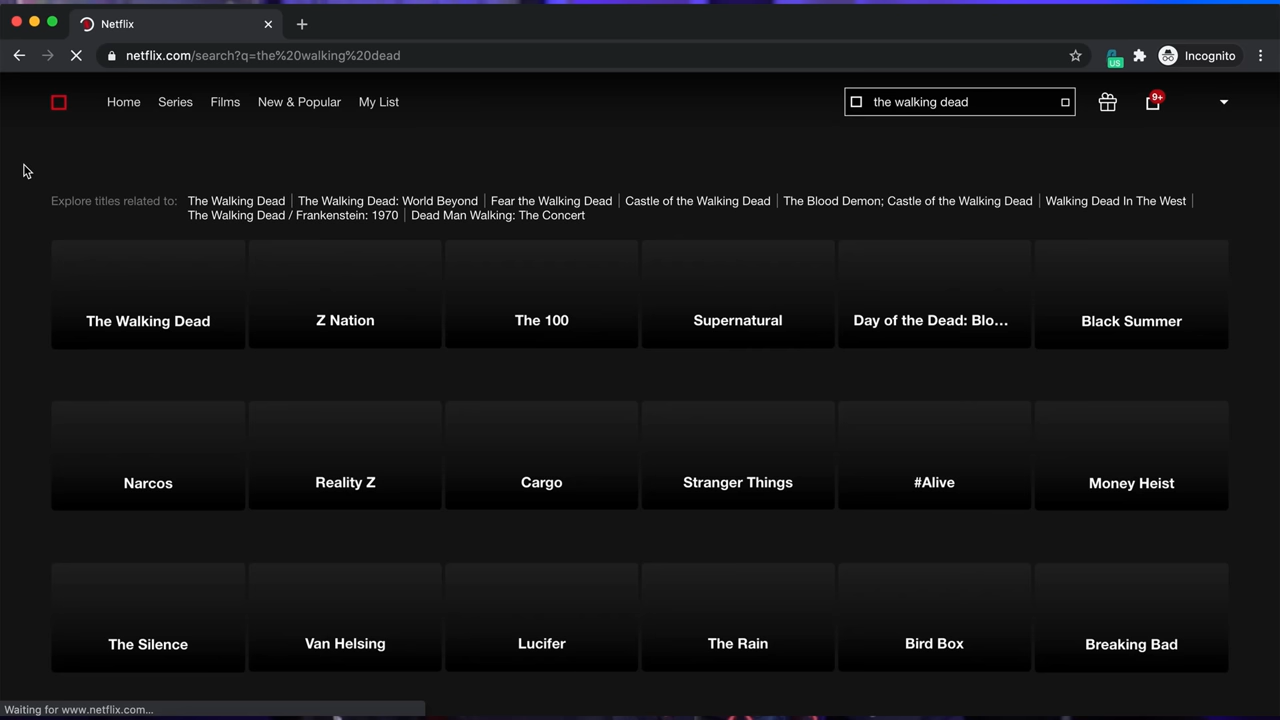 Netflix
netflix.com/search?q=the%20walking%20dead
US
Incognito
Home Series Films New & Popular My List
the walking dead
9+
Explore titles related to: The Walking Dead | The Walking Dead: World Beyond | Fear the Walking Dead | Castle of the Walking Dead | The Blood Demon; Castle of the Walking Dead | Walking Dead In The West |
The Walking Dead / Frankenstein: 1970 | Dead Man Walking: The Concert
The Walking Dead Z Nation The 100 Supernatural Day of the Dead: Blo... Black Summer
Narcos Reality Z Cargo Stranger Things #Alive Money Heist
The Silence Van Helsing Lucifer The Rain Bird Box Breaking Bad
Waiting for www.netflix.com...